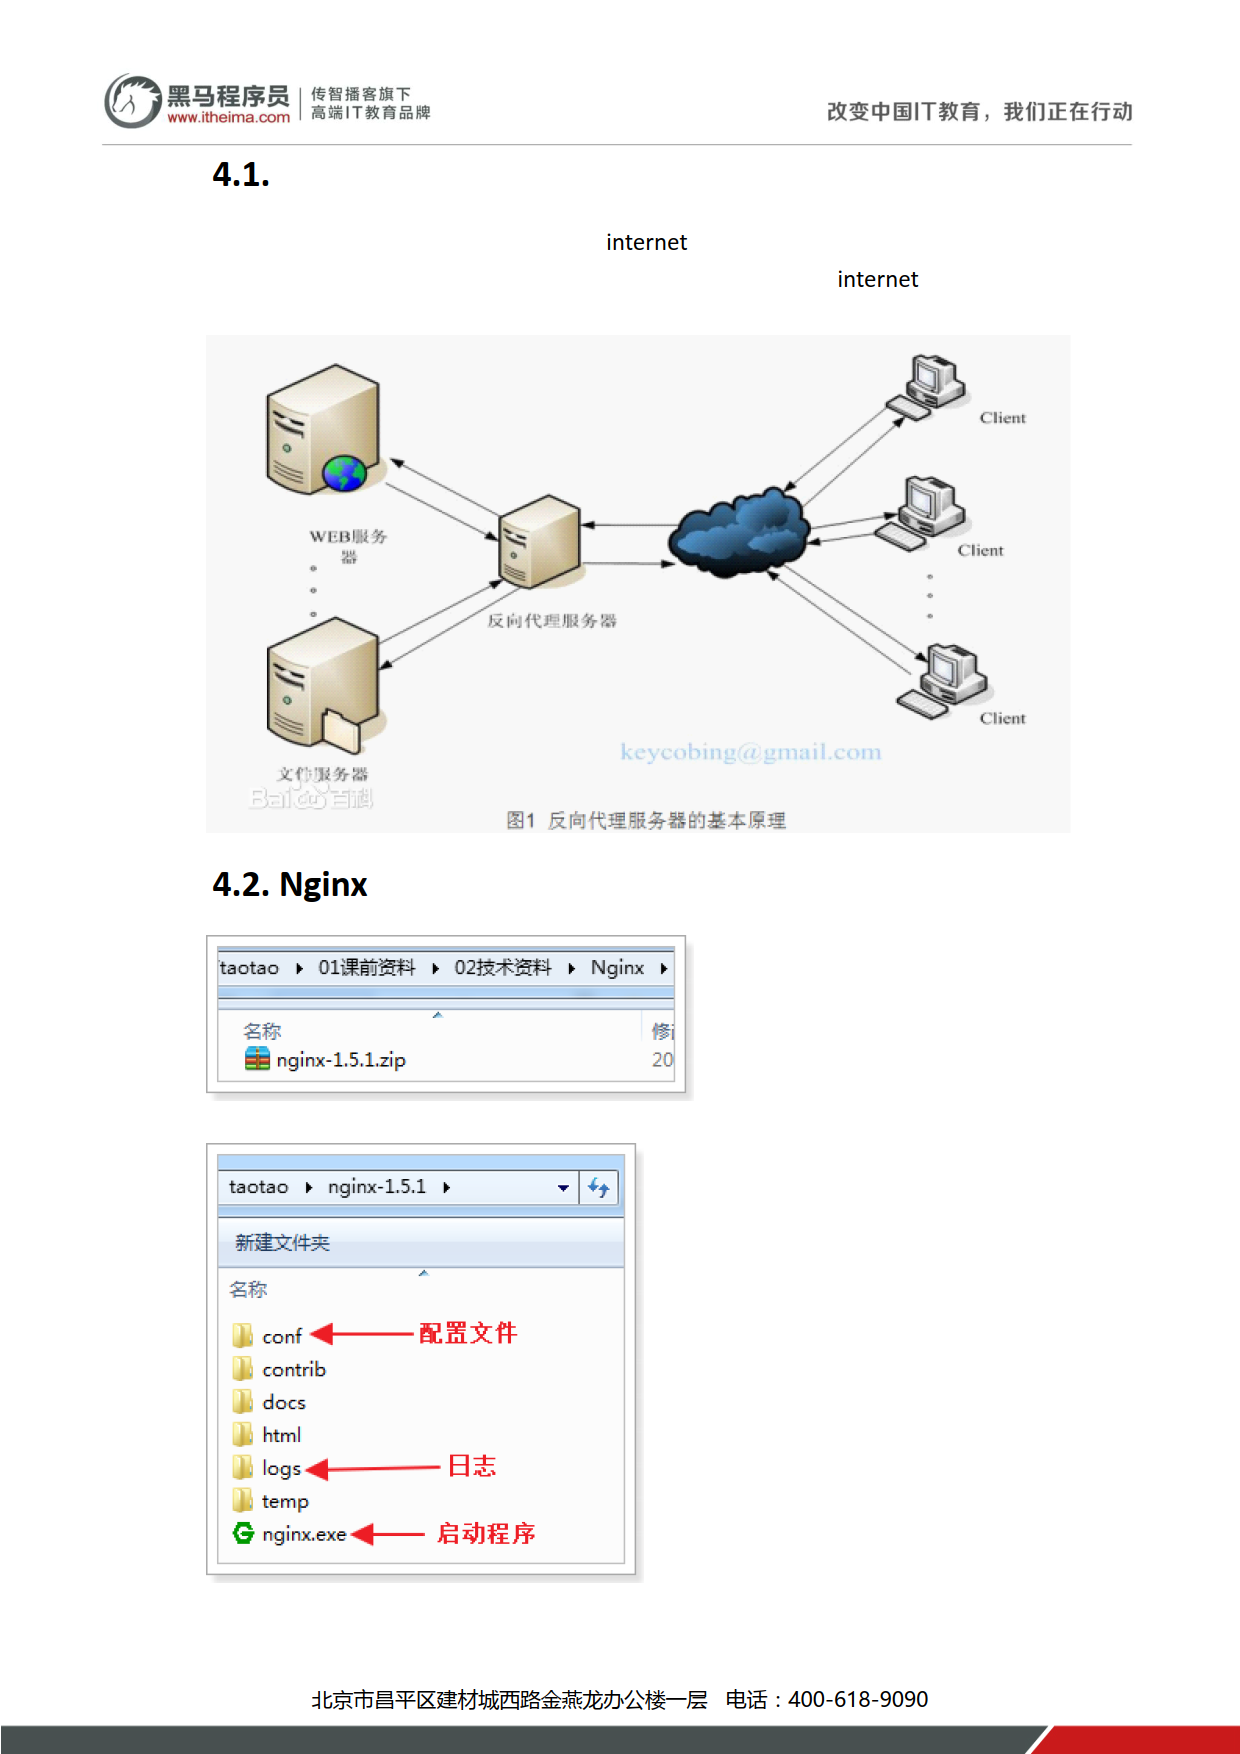 黑马程序员
www.itheima.com
传智播客旗下
高端IT教育品牌
改变中国IT教育，我们正在行动
4.1.
internet
internet
Client
WEB服务
器
Client
反向代理服务器
Client
keycobing@gmail.com
文件服务器
Bai 百科
图1 反向代理服务器的基本原理
4.2. Nginx
taotao 01课前资料 02技术资料 Nginx
名称 修
nginx-1.5.1.zip 20
taotao nginx-1.5.1
新建文件夹
名称
conf 配置文件
contrib
docs
html
logs 日志
temp
nginx.exe 启动程序
北京市昌平区建材城西路金燕龙办公楼一层 电话：400-618-9090